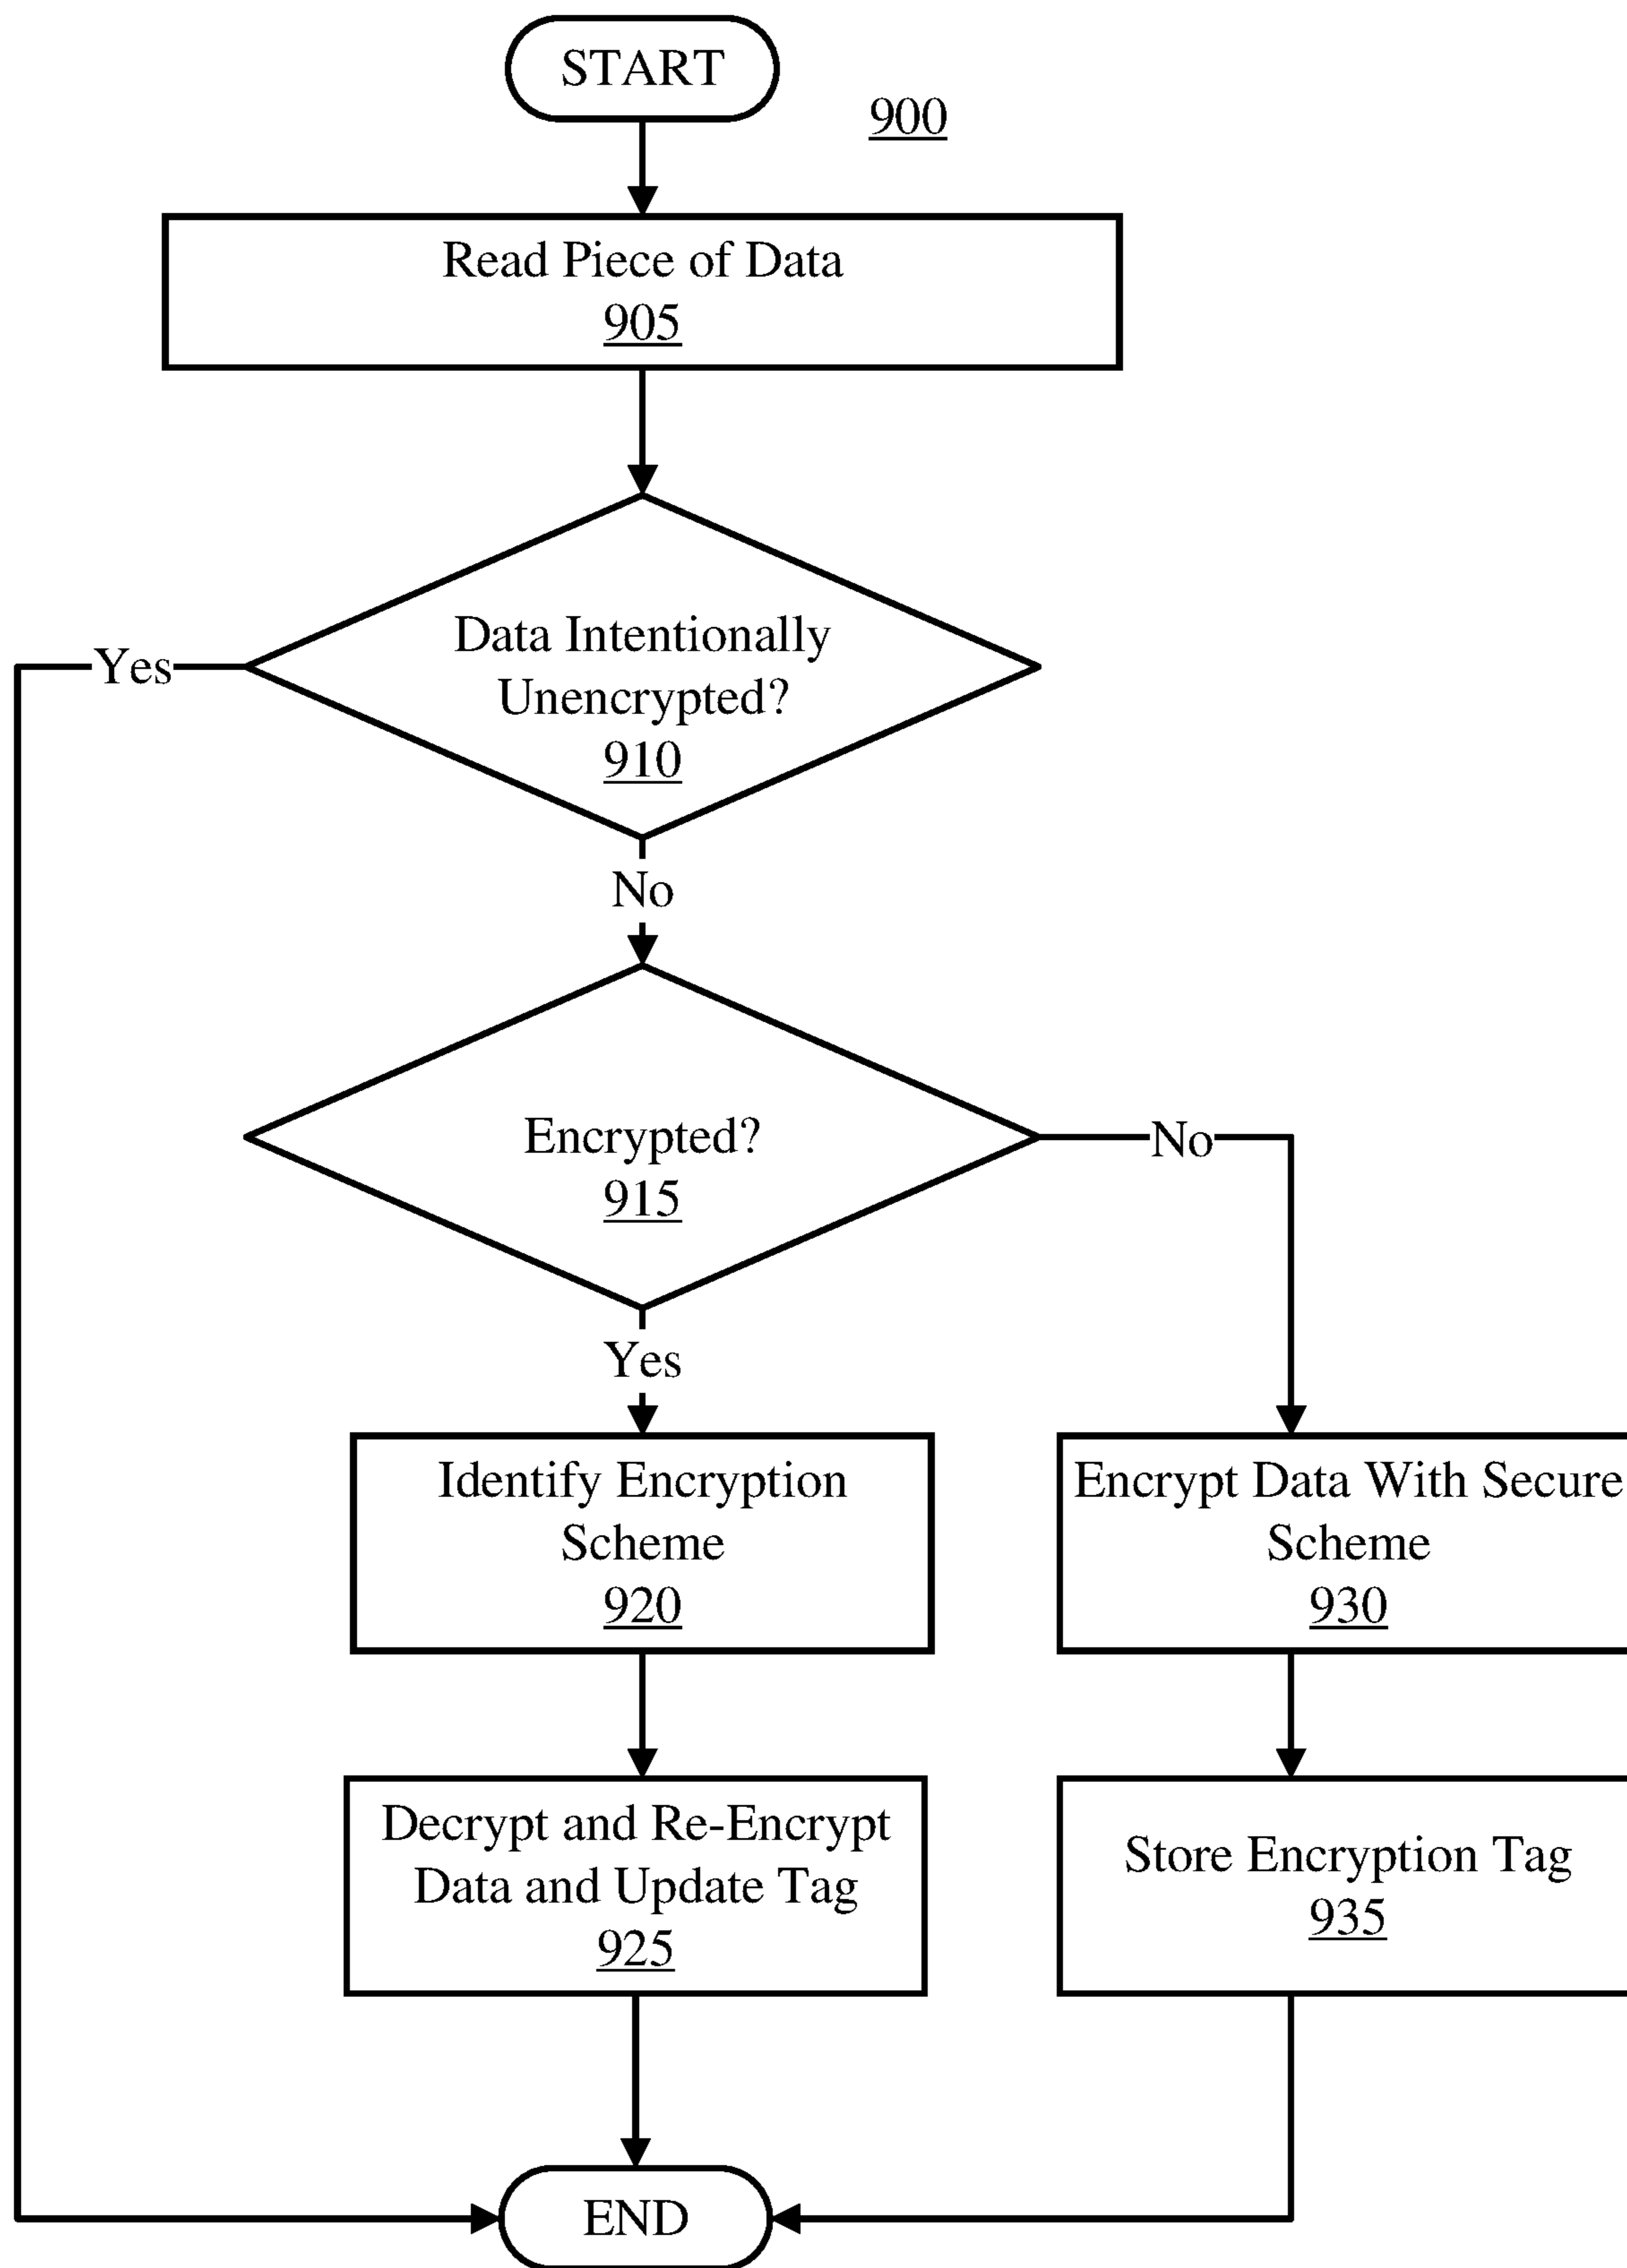 START
900
Read Piece of Data
905
Data Intentionally
Unencrypted?
910
Yes
No
Encrypted?
915
No
Yes
Identify Encryption
Scheme
920
Encrypt Data With Secure
Scheme
930
Decrypt and Re-Encrypt
Data and Update Tag
925
Store Encryption Tag
935
END